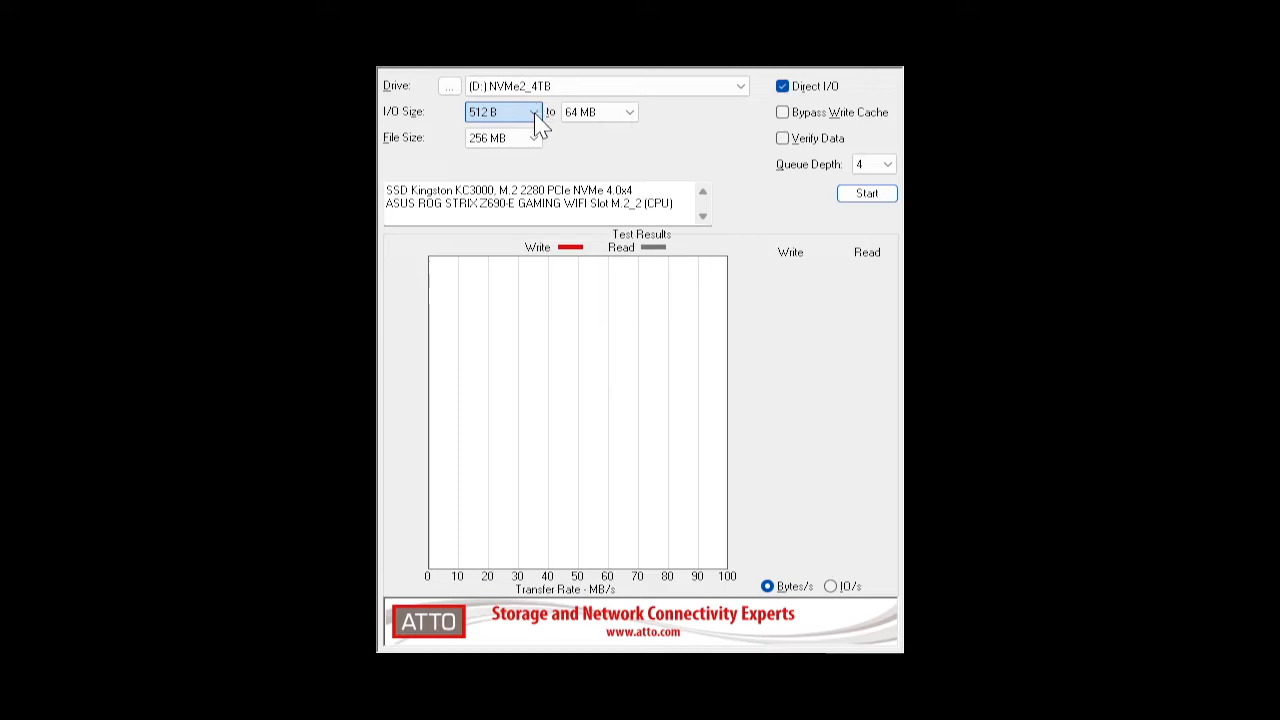 Drive: ... (D:) NVMe2_4TB Direct I/O
I/O Size: 512 B to 64 MB Bypass Write Cache
File Size: 256 MB Verify Data
Queue Depth: 4
Start
SSD Kingston KC3000, M.2 2280 PCIe NVMe 4.0x4
ASUS ROG STRIX Z690-E GAMING WIFI Slot M.2_2 (CPU)
Test Results
Write Read
Write Read
0 10 20 30 40 50 60 70 80 90 100
Transfer Rate - MB/s
Bytes/s IO/s
ATTO
Storage and Network Connectivity Experts
www.atto.com